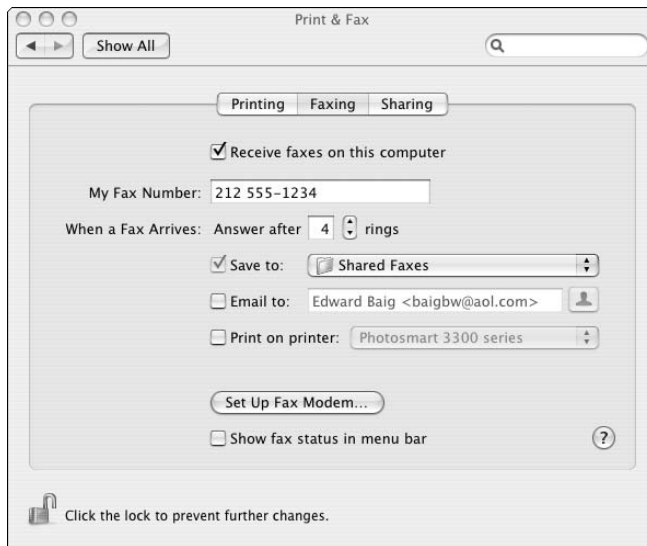 Print & Fax
Show All
Printing Faxing Sharing
Receive faxes on this computer
My Fax Number: 212 555-1234
When a Fax Arrives: Answer after 4 rings
Save to: Shared Faxes
Email to: Edward Baig <baigbw@aol.com>
Print on printer: Photosmart 3300 series
Set Up Fax Modem...
Show fax status in menu bar
?
Click the lock to prevent further changes.